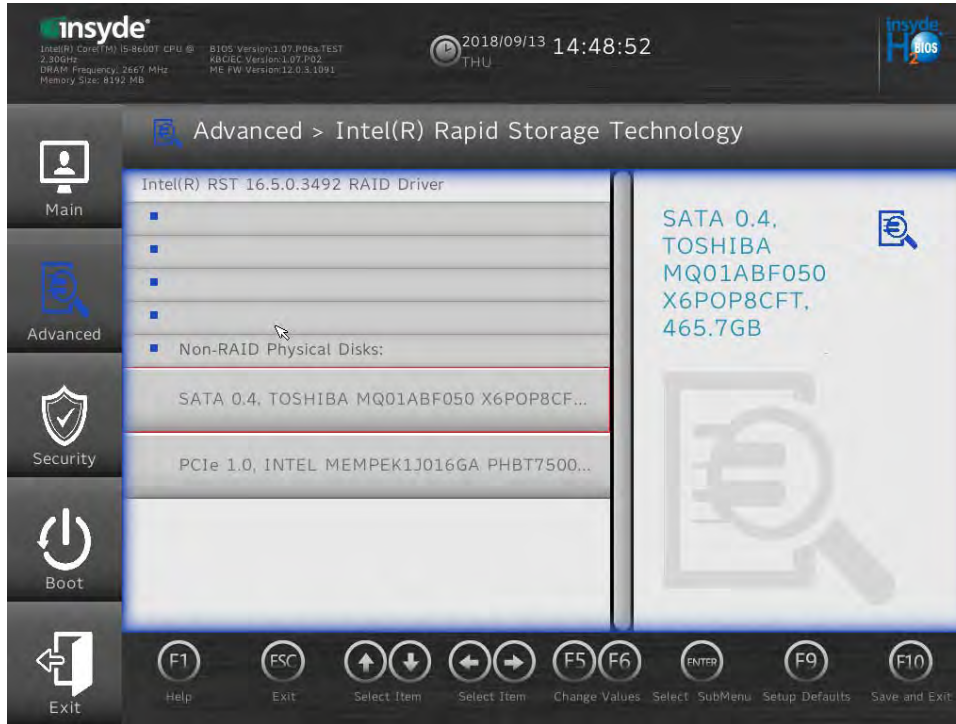 insyde®
Intel(R) Core(TM) i5-8600T CPU @
2.30GHz
DRAM Frequency: 2667 MHz
Memory Size: 8192 MB
BIOS Version:1.07.P06a TEST
KBC/EC Version:1.07.P02
ME FW Version:12.0.3.1091
2018/09/13 14:48:52
THU
insyde
H2O BIOS
Advanced > Intel(R) Rapid Storage Technology
Main
Advanced
Security
Boot
Exit
Intel(R) RST 16.5.0.3492 RAID Driver
Non-RAID Physical Disks:
SATA 0.4, TOSHIBA MQ01ABF050 X6POP8CF...
PCIe 1.0, INTEL MEMPEK1J016GA PHBT7500...
SATA 0.4,
TOSHIBA
MQ01ABF050
X6POP8CFT,
465.7GB
F1
Help
ESC
Exit
Select Item
Select Item
F5 F6
Change Values
ENTER
Select SubMenu
F9
Setup Defaults
F10
Save and Exit